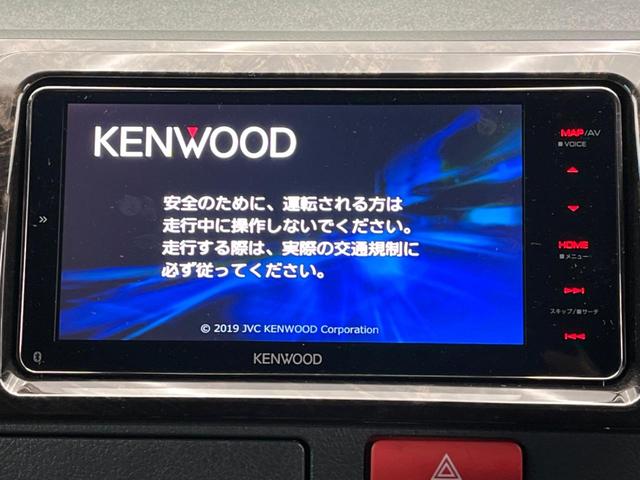 KENWOOD
安全のために、運転される方は
走行中に操作しないでください。
走行する際は、実際の交通規制に
必ず従ってください。
© 2019 JVC KENWOOD Corporation
KENWOOD
MAP/AV
VOICE
HOME
メニュー
スキップ/サーチ